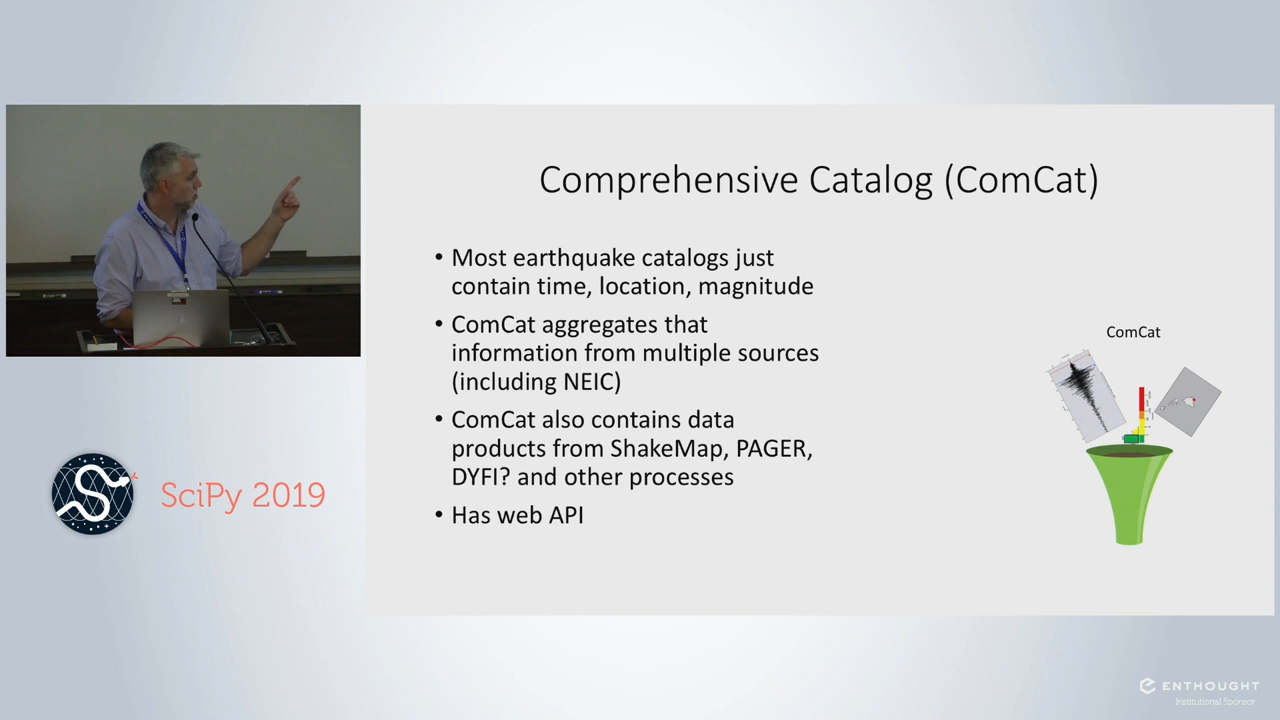 Comprehensive Catalog (ComCat)
• Most earthquake catalogs just
contain time, location, magnitude
• ComCat aggregates that
information from multiple sources
(including NEIC)
• ComCat also contains data
products from ShakeMap, PAGER,
DYFI? and other processes
• Has web API
ComCat
SciPy 2019
ENTHOUGHT
Institutional Sponsor